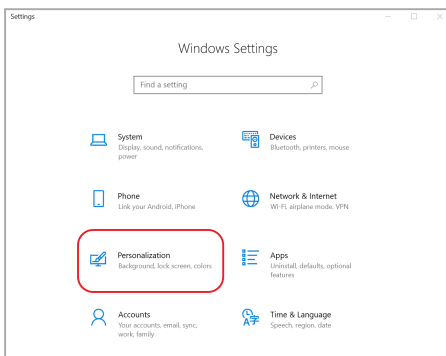 Settings
Windows Settings
Find a setting
System
Display, sound, notifications,
power
Devices
Bluetooth, printers, mouse
Phone
Link your Android, iPhone
Network & Internet
Wi-Fi, airplane mode, VPN
Personalization
Background, lock screen, colors
Apps
Uninstall, defaults, optional
features
Accounts
Your accounts, email, sync,
work, family
Time & Language
Speech, region, date